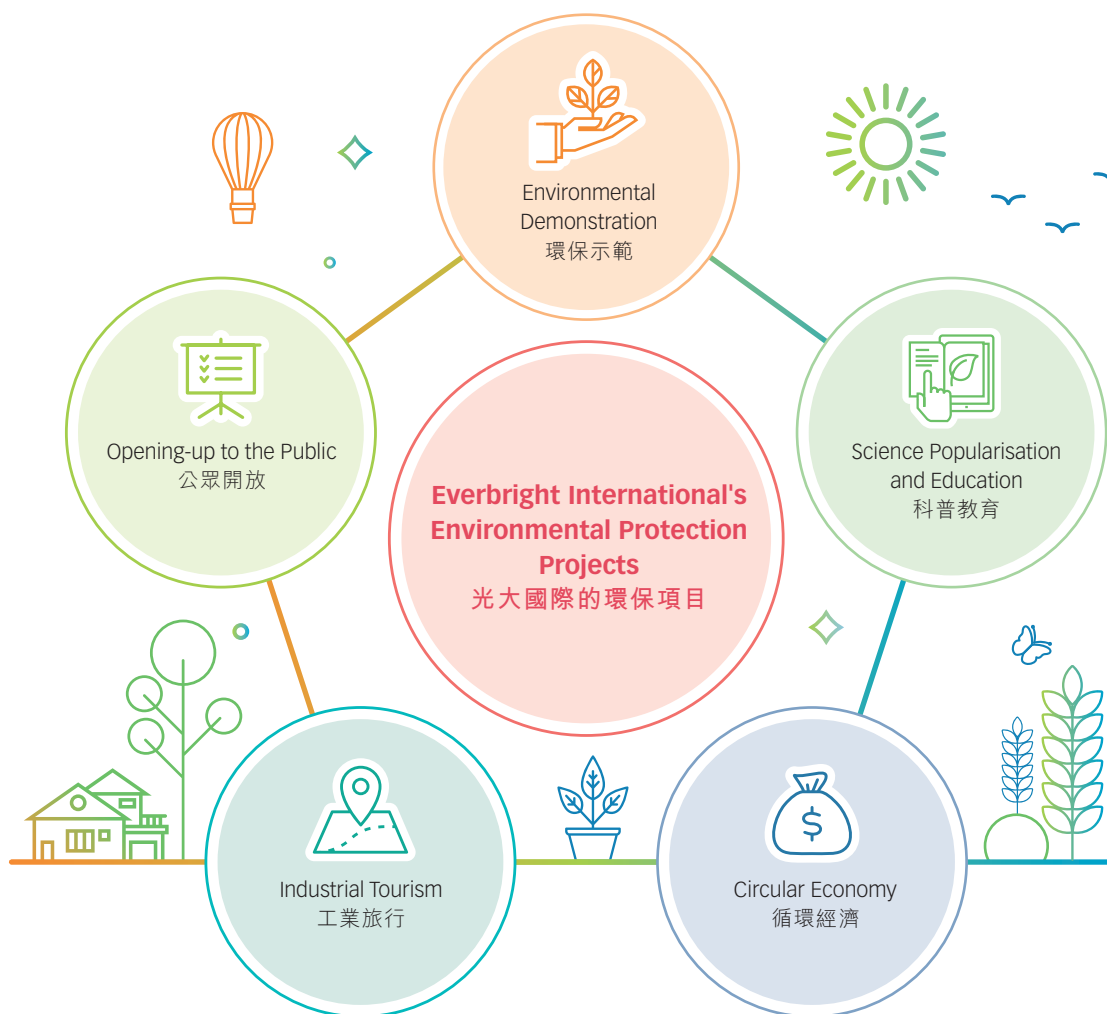 Environmental
Demonstration
環保示範
Opening-up to the Public
公眾開放
Science Popularisation
and Education
科普教育
Everbright International's
Environmental Protection
Projects
光大國際的環保項目
$
Industrial Tourism
工業旅行
Circular Economy
循環經濟